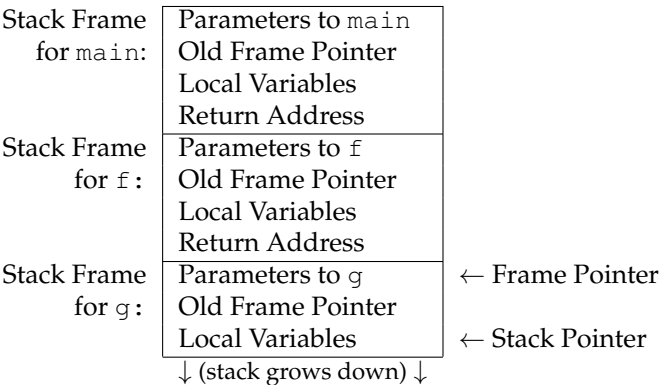 Stack Frame Parameters to main
for main: Old Frame Pointer
Local Variables
Return Address
Stack Frame Parameters to f
for f: Old Frame Pointer
Local Variables
Return Address
Stack Frame Parameters to g ← Frame Pointer
for g: Old Frame Pointer
Local Variables ← Stack Pointer
↓ (stack grows down) ↓